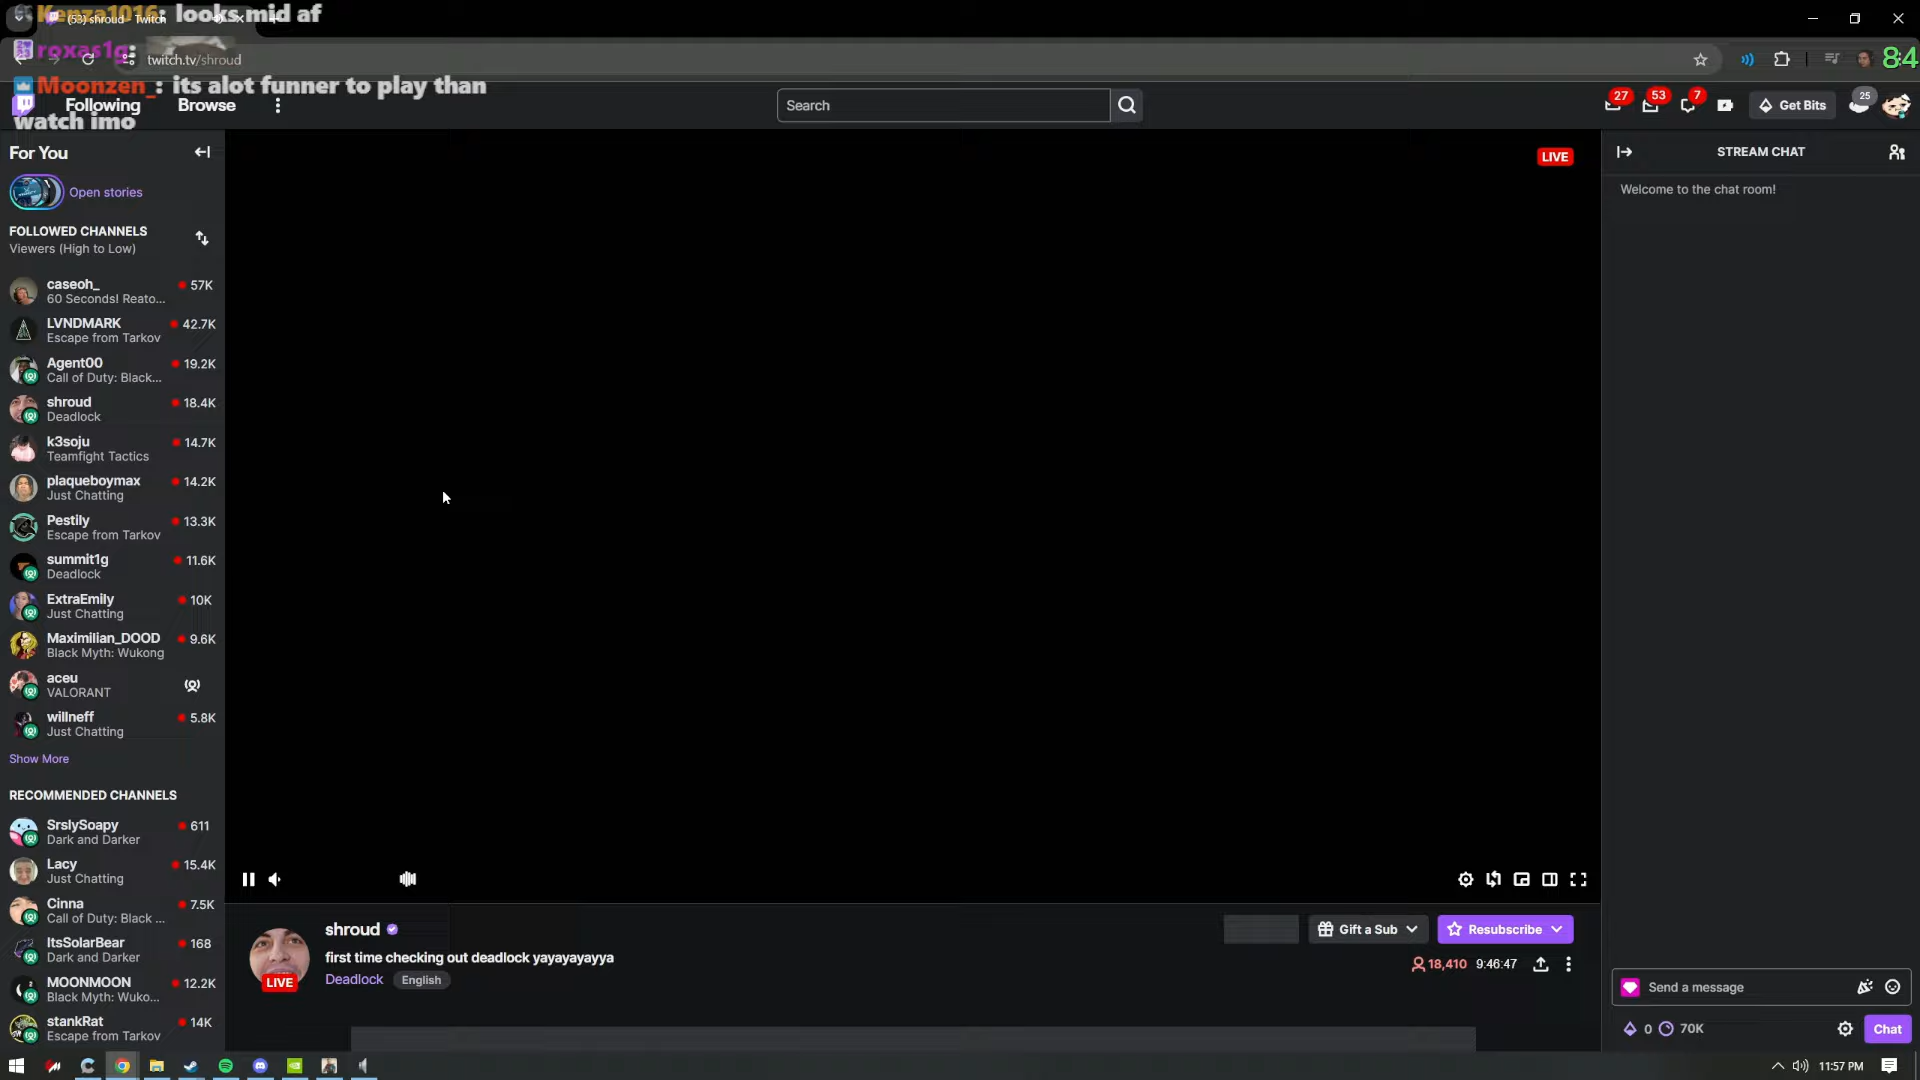 Kenza1016: looks mid af
(53) shroud - Twitch
roxas1g:
twitch.tv/shroud
84
Moonzen_: its alot funner to play than
watch imo
Following
Browse
Search
27
53
7
Get Bits
25
For You
Open stories
FOLLOWED CHANNELS
Viewers (High to Low)
caseoh_
57K
60 Seconds! Reato...
LVNDMARK
42.7K
Escape from Tarkov
Agent00
19.2K
Call of Duty: Black...
shroud
18.4K
Deadlock
k3soju
14.7K
Teamfight Tactics
plaqueboymax
14.2K
Just Chatting
Pestily
13.3K
Escape from Tarkov
summit1g
11.6K
Deadlock
ExtraEmily
10K
Just Chatting
Maximilian_DOOD
9.6K
Black Myth: Wukong
aceu
VALORANT
willneff
5.8K
Just Chatting
Show More
RECOMMENDED CHANNELS
SrslySoapy
611
Dark and Darker
Lacy
15.4K
Just Chatting
Cinna
7.5K
Call of Duty: Black ...
ItsSolarBear
168
Dark and Darker
MOONMOON
12.2K
Black Myth: Wuko...
stankRat
14K
Escape from Tarkov
LIVE
shroud
first time checking out deadlock yayayayayya
LIVE
Deadlock
English
Gift a Sub
Resubscribe
18,410
9:46:47
STREAM CHAT
Welcome to the chat room!
Send a message
0
70K
Chat
11:57 PM